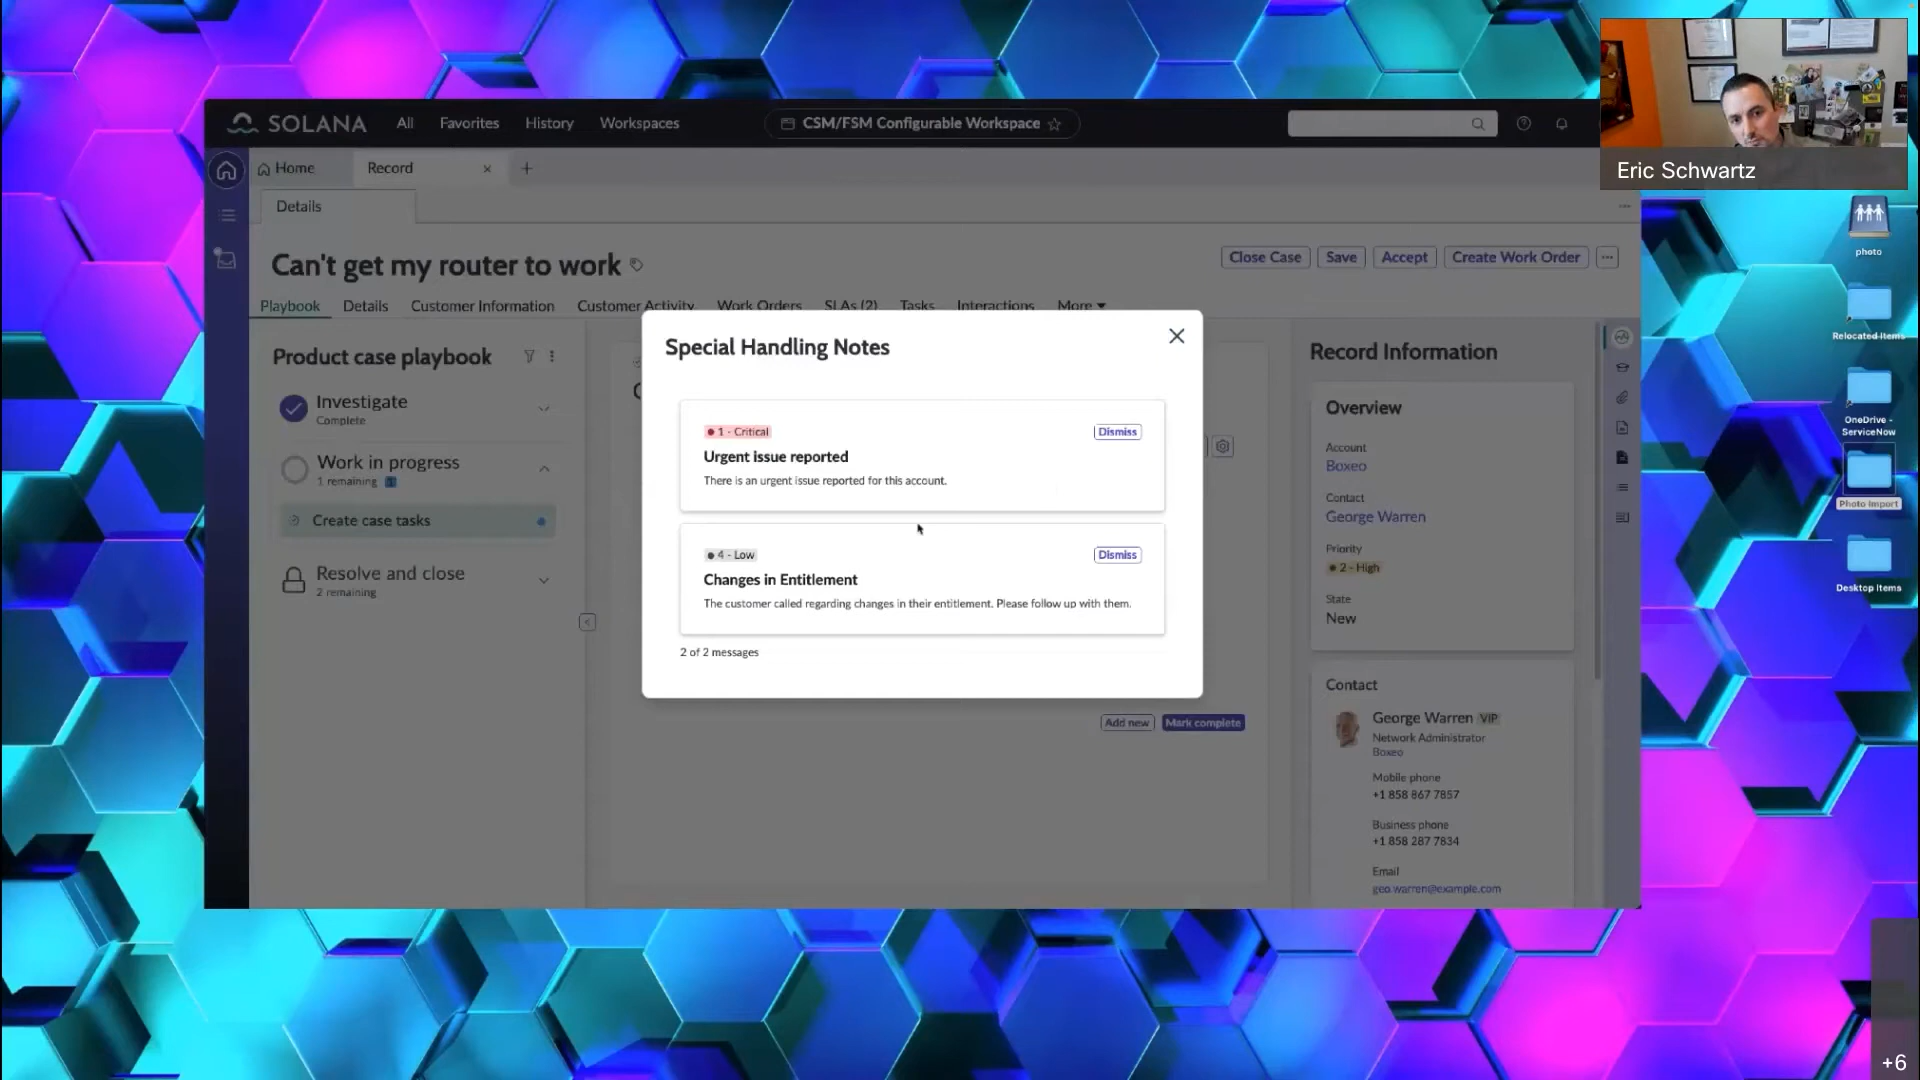 SOLANA
All
Favorites
History
Workspaces
CSM/FSM Configurable Workspace
Eric Schwartz
Home
Record
Details
Can't get my router to work
Close Case
Save
Accept
Create Work Order
Playbook
Details
Customer Information
Customer Activity
Work Orders
SLAs (2)
Tasks
Interactions
More
Product case playbook
Investigate
Complete
Work in progress
1 remaining
Create case tasks
Resolve and close
2 remaining
Special Handling Notes
1 - Critical
Dismiss
Urgent issue reported
There is an urgent issue reported for this account.
4 - Low
Dismiss
Changes in Entitlement
The customer called regarding changes in their entitlement. Please follow up with them.
2 of 2 messages
Add new
Mark complete
Record Information
Overview
Account
Boxeo
Contact
George Warren
Priority
2 - High
State
New
Contact
George Warren VIP
Network Administrator
Boxeo
Mobile phone
+1 858 867 7857
Business phone
+1 858 287 7834
Email
geo.warren@example.com
photo
Relocated Items
OneDrive -
ServiceNow
Photo Import
Desktop Items
+6